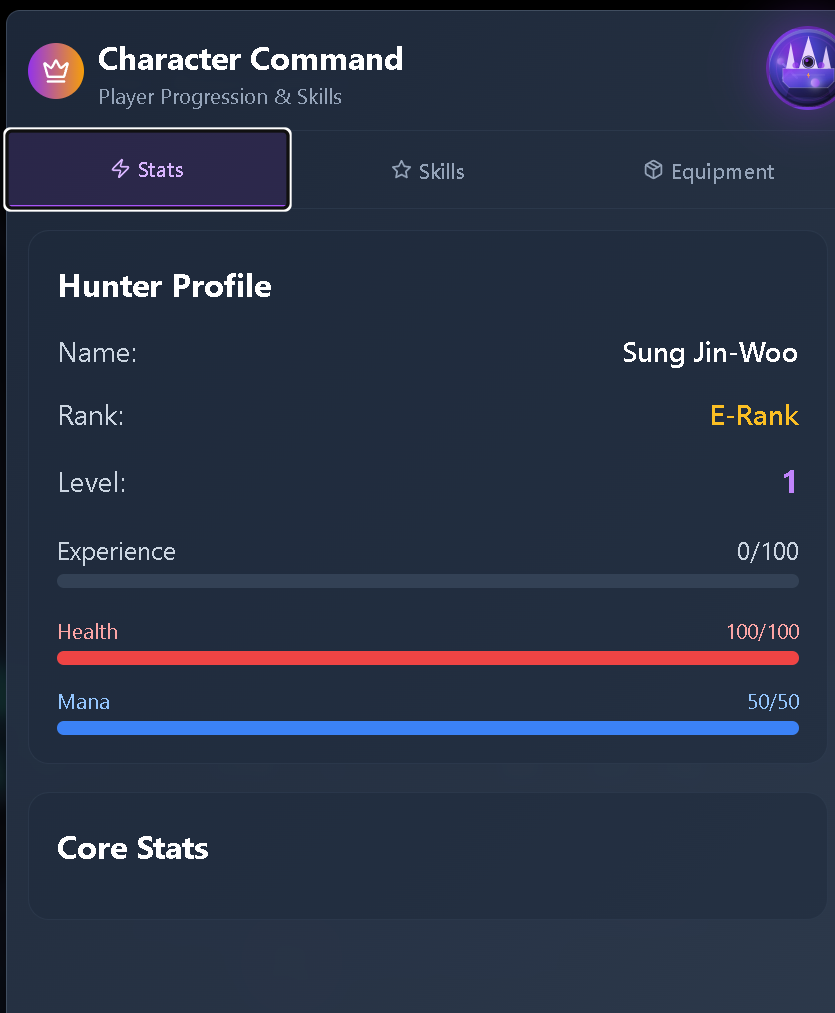 Character Command
Player Progression & Skills
Stats
Skills
Equipment
Hunter Profile
Name: Sung Jin-Woo
Rank: E-Rank
Level: 1
Experience 0/100
Health 100/100
Mana 50/50
Core Stats